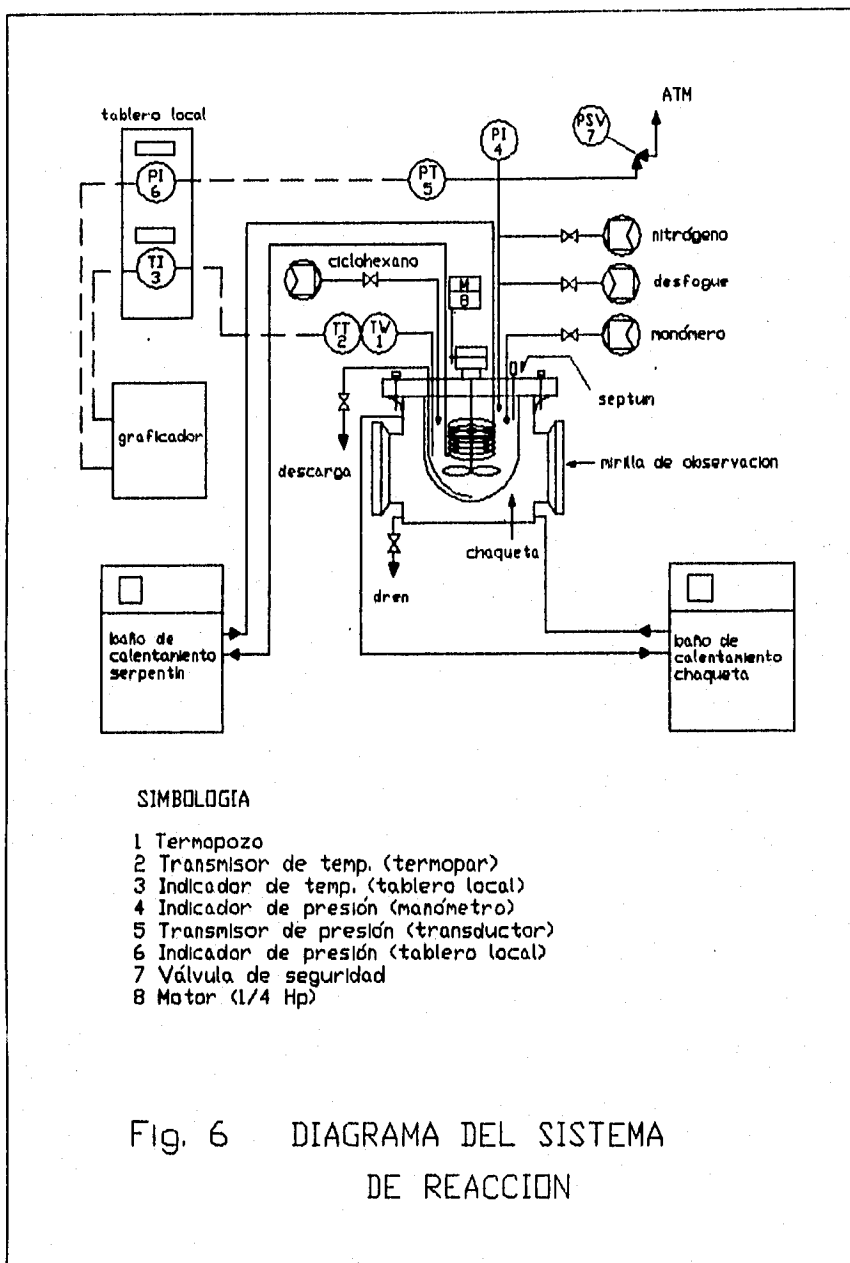 ATM
tablero local
PSV
7
PI
4
PI
6
PT
5
nitrógeno
TI
3
ciclohexano
desfogue
M
8
monómero
TT
2
TW
1
septum
graficador
descarga
mirilla de observacion
chaqueta
dren
baño de
calentamiento
serpentín
baño de
calentamiento
chaqueta
SIMBOLOGIA
1 Termopozo
2 Transmisor de temp. (termopar)
3 Indicador de temp. (tablero local)
4 Indicador de presión (manómetro)
5 Transmisor de presión (transductor)
6 Indicador de presión (tablero local)
7 Válvula de seguridad
8 Motor (1/4 Hp)
Fig. 6 DIAGRAMA DEL SISTEMA
DE REACCION